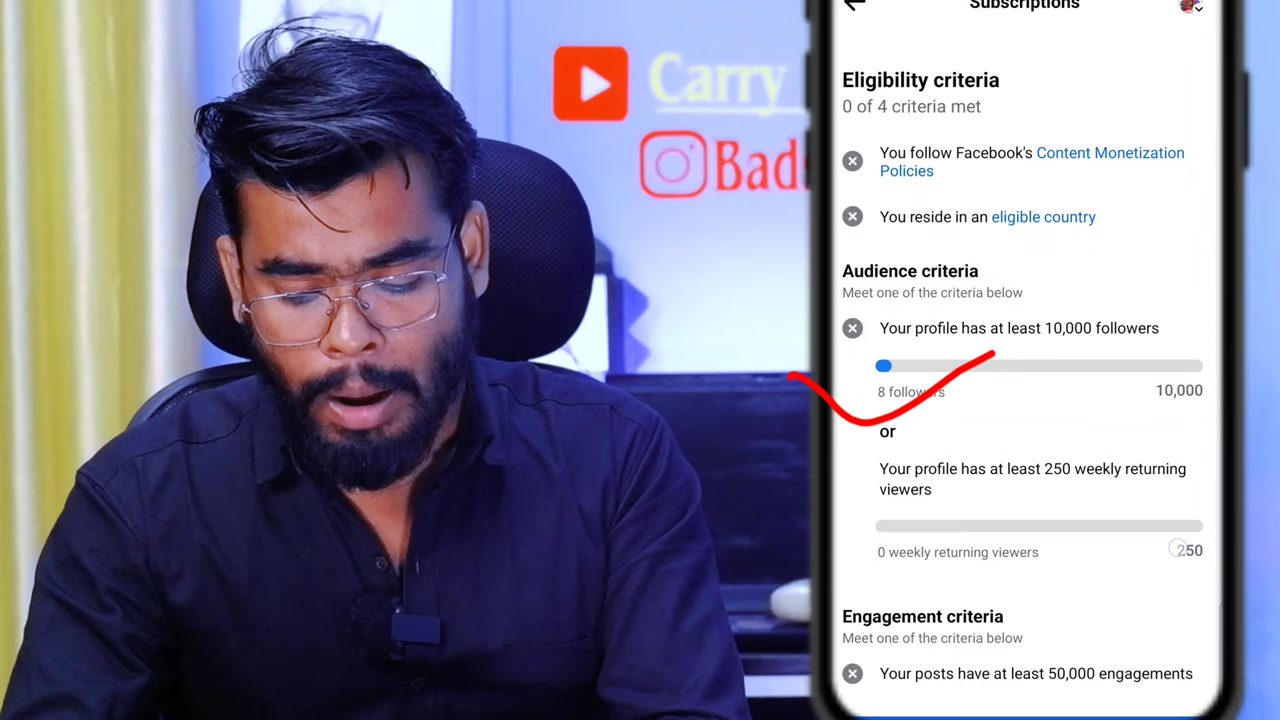 Carry
Bad
Subscriptions
Eligibility criteria
0 of 4 criteria met
You follow Facebook's Content Monetization
Policies
You reside in an eligible country
Audience criteria
Meet one of the criteria below
Your profile has at least 10,000 followers
8 followers
10,000
or
Your profile has at least 250 weekly returning
viewers
0 weekly returning viewers
250
Engagement criteria
Meet one of the criteria below
Your posts have at least 50,000 engagements